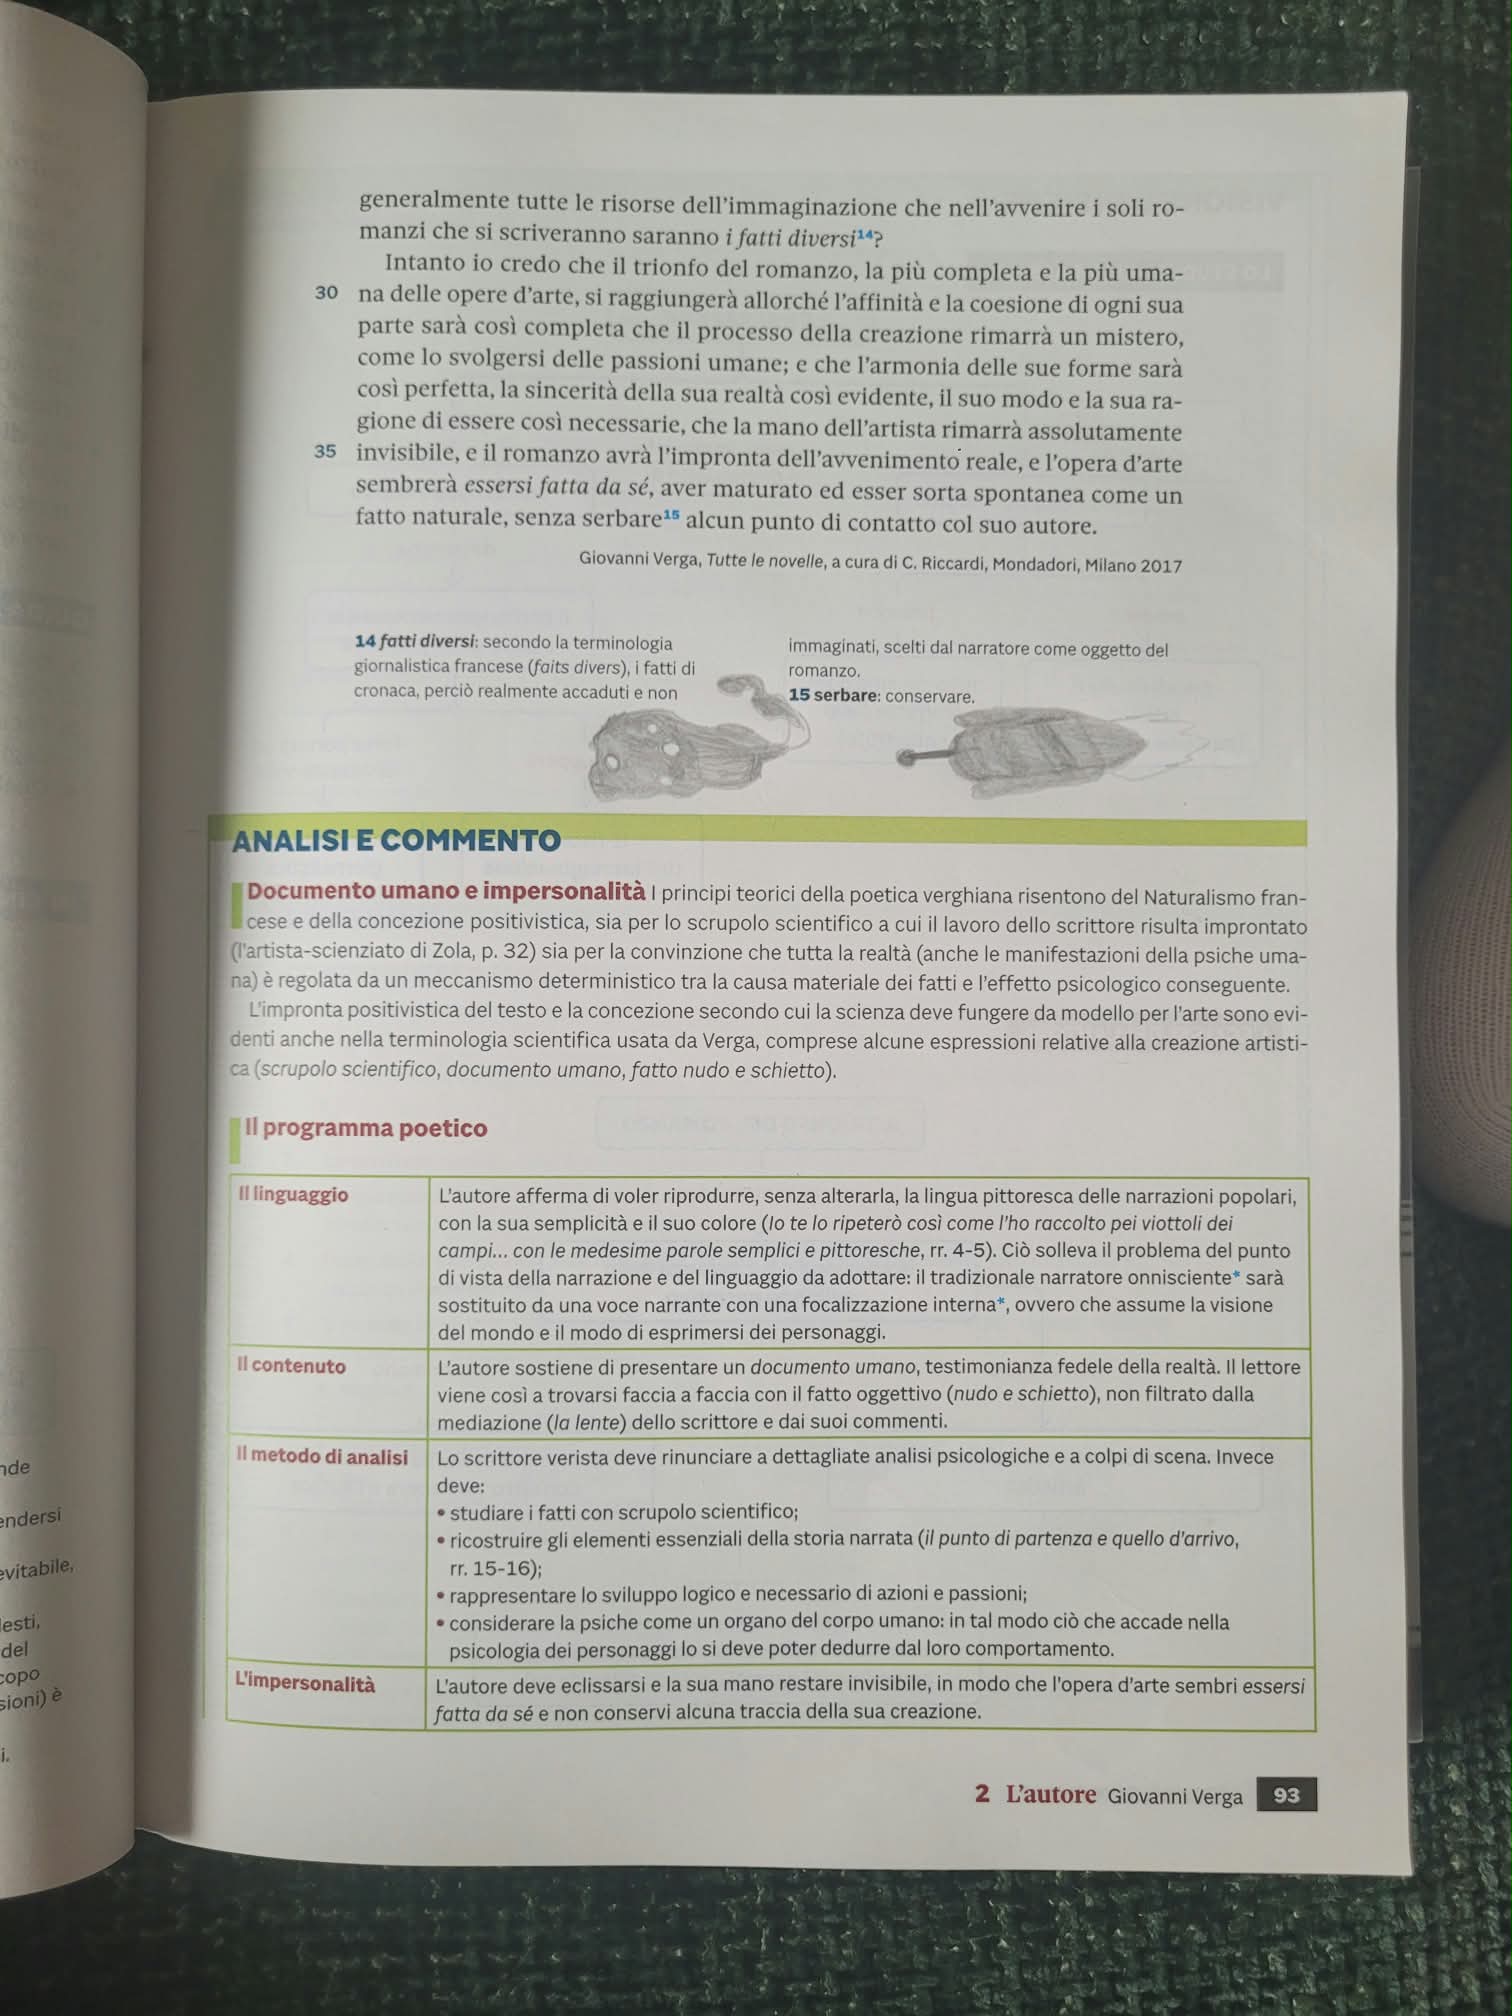 generalmente tutte le risorse dell'immaginazione che nell'avvenire i soli ro-
manzi che si scriveranno saranno i fatti diversi14?
Intanto io credo che il trionfo del romanzo, la più completa e la più uma-
30 na delle opere d'arte, si raggiungerà allorché l'affinità e la coesione di ogni sua
parte sarà così completa che il processo della creazione rimarrà un mistero,
come lo svolgersi delle passioni umane; e che l'armonia delle sue forme sarà
così perfetta, la sincerità della sua realtà così evidente, il suo modo e la sua ra-
gione di essere così necessarie, che la mano dell'artista rimarrà assolutamente
35 invisibile, e il romanzo avrà l'impronta dell'avvenimento reale, e l'opera d'arte
sembrerà essersi fatta da sé, aver maturato ed esser sorta spontanea come un
fatto naturale, senza serbare15 alcun punto di contatto col suo autore.
Giovanni Verga, Tutte le novelle, a cura di C. Riccardi, Mondadori, Milano 2017
14 fatti diversi: secondo la terminologia
giornalistica francese (faits divers), i fatti di
cronaca, perciò realmente accaduti e non
immaginati, scelti dal narratore come oggetto del
romanzo.
15 serbare: conservare.
ANALISI E COMMENTO
Documento umano e impersonalità I principi teorici della poetica verghiana risentono del Naturalismo fran-
cese e della concezione positivistica, sia per lo scrupolo scientifico a cui il lavoro dello scrittore risulta improntato
(l'artista-scienziato di Zola, p. 32) sia per la convinzione che tutta la realtà (anche le manifestazioni della psiche uma-
na) è regolata da un meccanismo deterministico tra la causa materiale dei fatti e l'effetto psicologico conseguente.
L'impronta positivistica del testo e la concezione secondo cui la scienza deve fungere da modello per l'arte sono evi-
denti anche nella terminologia scientifica usata da Verga, comprese alcune espressioni relative alla creazione artisti-
ca (scrupolo scientifico, documento umano, fatto nudo e schietto).
Il programma poetico
Il linguaggio
L'autore afferma di voler riprodurre, senza alterarla, la lingua pittoresca delle narrazioni popolari,
con la sua semplicità e il suo colore (Io te lo ripeterò così come l'ho raccolto pei viottoli dei
campi... con le medesime parole semplici e pittoresche, rr. 4-5). Ciò solleva il problema del punto
di vista della narrazione e del linguaggio da adottare: il tradizionale narratore onnisciente* sarà
sostituito da una voce narrante con una focalizzazione interna*, ovvero che assume la visione
del mondo e il modo di esprimersi dei personaggi.
Il contenuto
L'autore sostiene di presentare un documento umano, testimonianza fedele della realtà. Il lettore
viene così a trovarsi faccia a faccia con il fatto oggettivo (nudo e schietto), non filtrato dalla
mediazione (la lente) dello scrittore e dai suoi commenti.
Il metodo di analisi
Lo scrittore verista deve rinunciare a dettagliate analisi psicologiche e a colpi di scena. Invece
deve:
• studiare i fatti con scrupolo scientifico;
• ricostruire gli elementi essenziali della storia narrata (il punto di partenza e quello d'arrivo,
rr. 15-16);
• rappresentare lo sviluppo logico e necessario di azioni e passioni;
• considerare la psiche come un organo del corpo umano: in tal modo ciò che accade nella
psicologia dei personaggi lo si deve poter dedurre dal loro comportamento.
L'impersonalità
L'autore deve eclissarsi e la sua mano restare invisibile, in modo che l'opera d'arte sembri essersi
fatta da sé e non conservi alcuna traccia della sua creazione.
2 L'autore Giovanni Verga 93